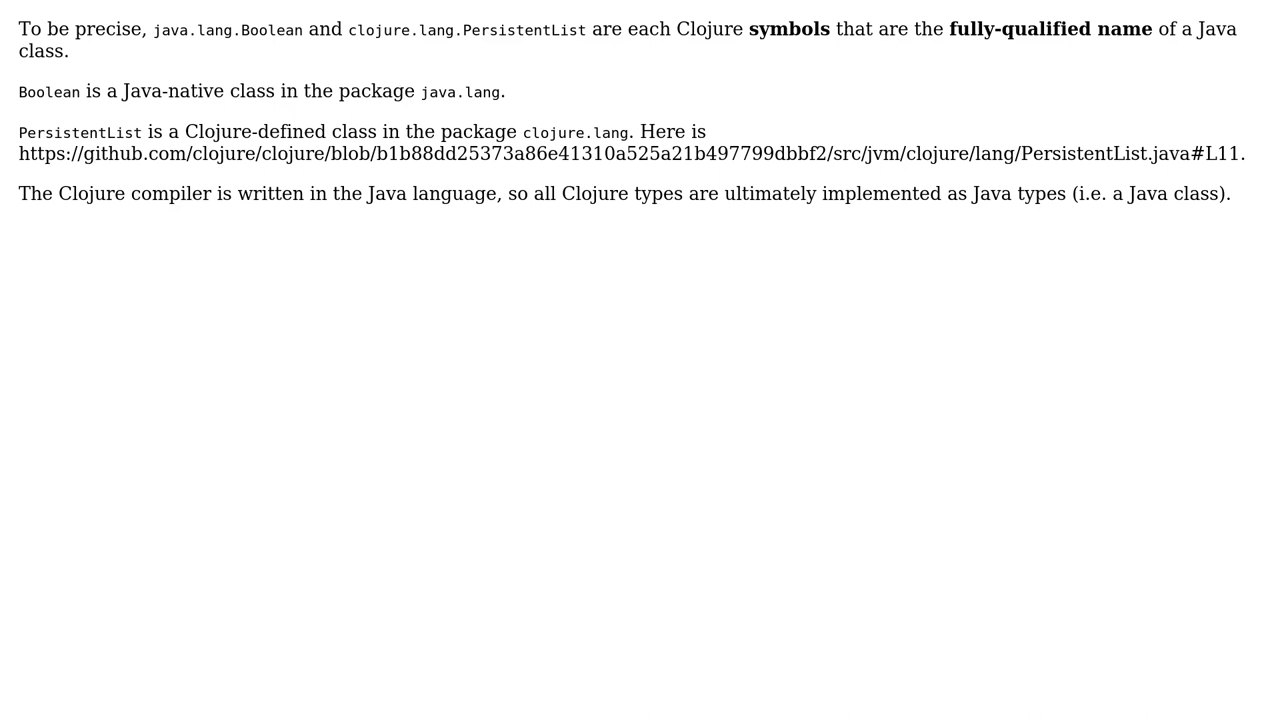 To be precise, java.lang.Boolean and clojure.lang.PersistentList are each Clojure symbols that are the fully-qualified name of a Java
class.
Boolean is a Java-native class in the package java.lang.
PersistentList is a Clojure-defined class in the package clojure.lang. Here is
https://github.com/clojure/clojure/blob/b1b88dd25373a86e41310a525a21b497799dbbf2/src/jvm/clojure/lang/PersistentList.java#L11.
The Clojure compiler is written in the Java language, so all Clojure types are ultimately implemented as Java types (i.e. a Java class).